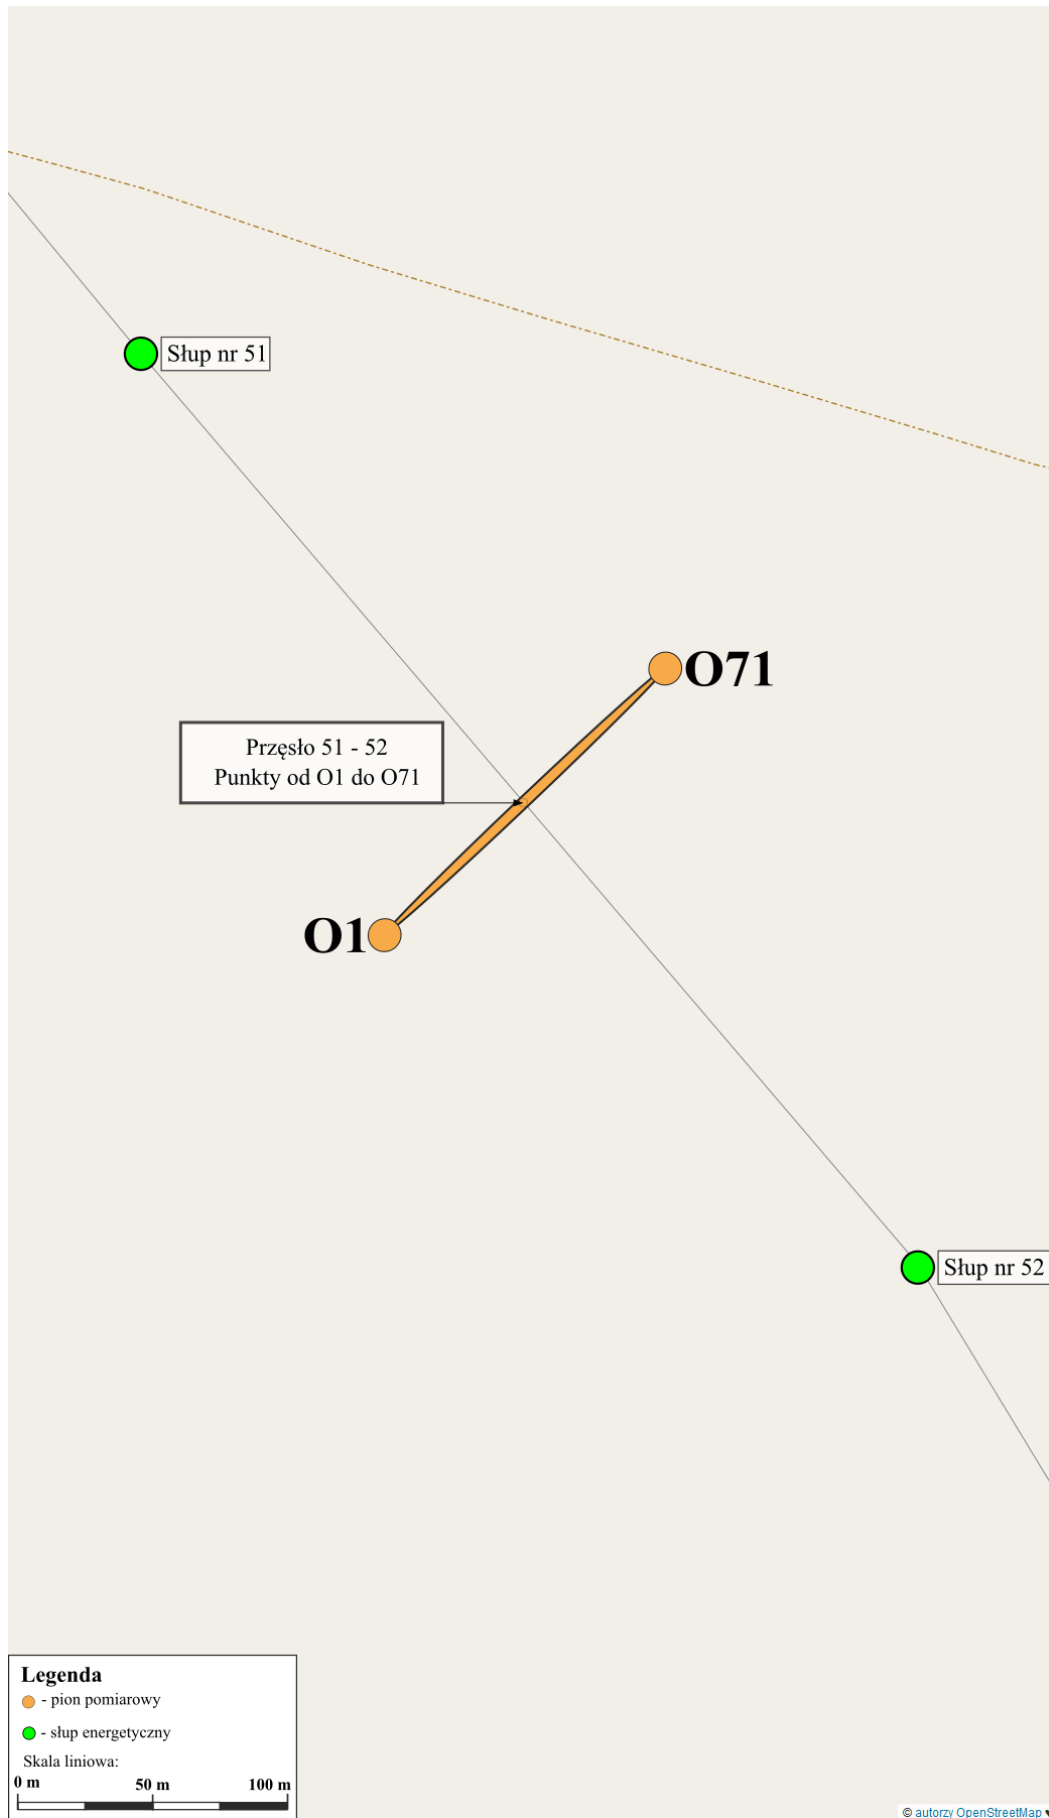 Słup nr 51
O71
Przęsło 51 - 52
Punkty od O1 do O71
O1
Słup nr 52
Legenda
- pion pomiarowy
- słup energetyczny
Skala liniowa:
0 m 50 m 100 m
© autorzy OpenStreetMap